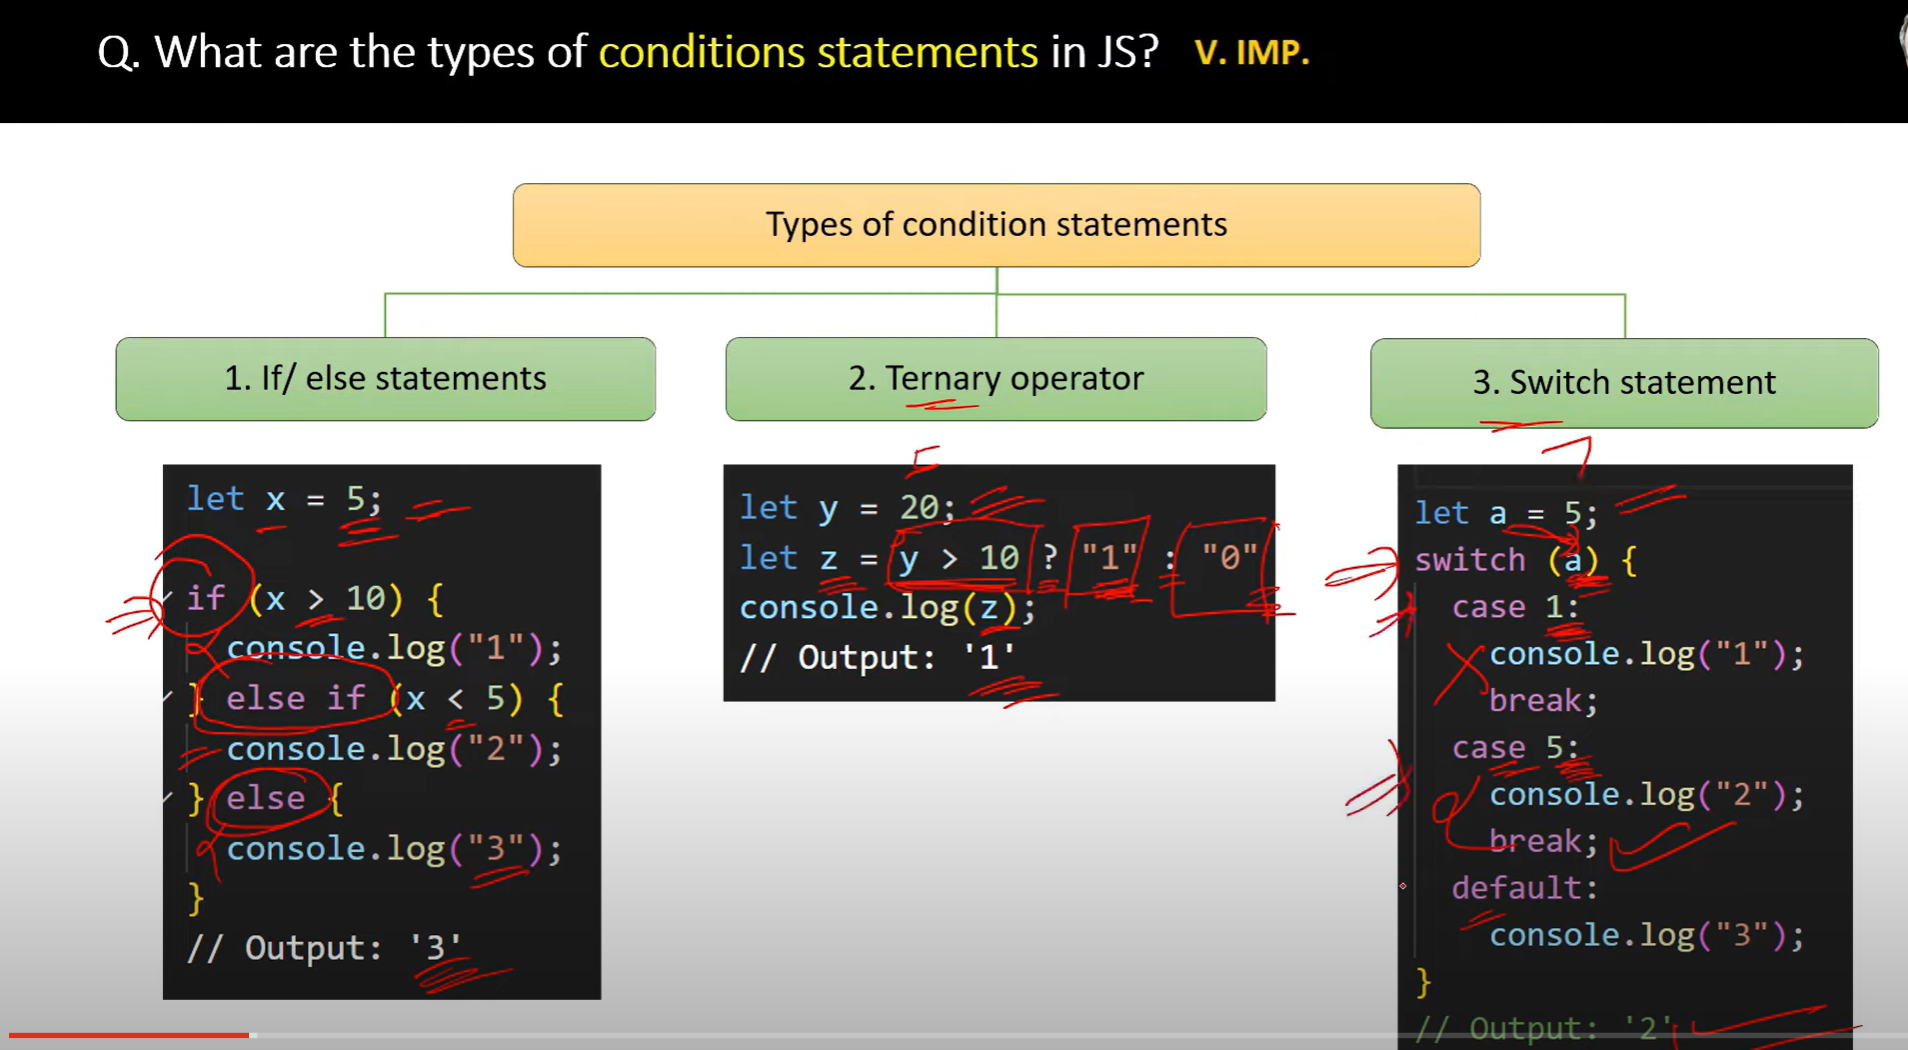 Q. What are the types of conditions statements in JS? V. IMP.
Types of condition statements
1. If/ else statements
let x = 5;
if (x > 10) {
console.log("1");
} else if (x < 5) {
console.log("2");
} else {
console.log("3");
}
// Output: '3'
2. Ternary operator
5
let y = 20;
let z = y > 10 ? "1" : "0"
console.log(z);
// Output: '1'
3. Switch statement
7
let a = 5;
switch (a) {
case 1:
console.log("1");
break;
case 5:
console.log("2");
break;
default:
console.log("3");
}
// Output: '2'